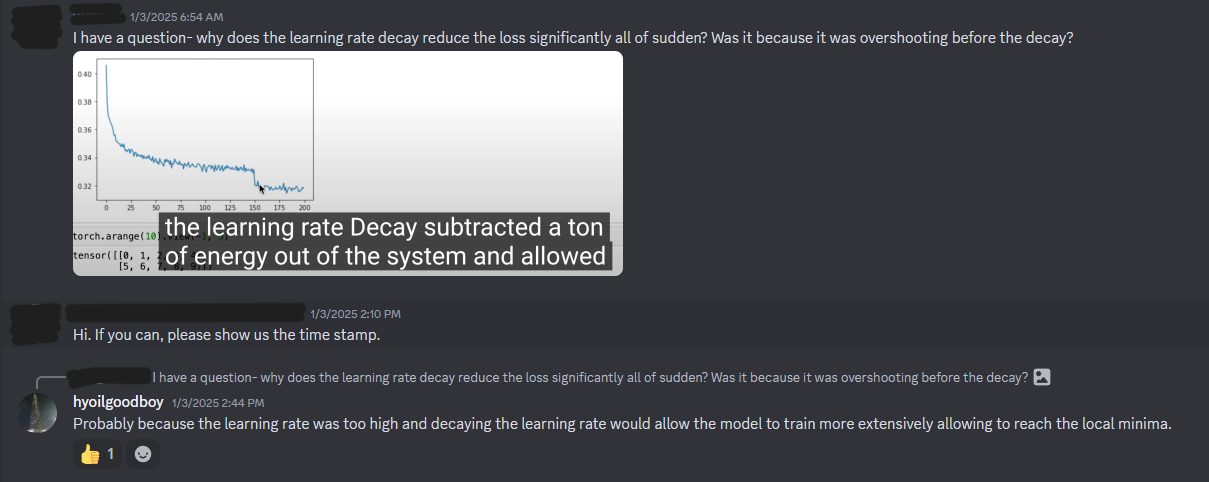 1/3/2025 6:54 AM
I have a question- why does the learning rate decay reduce the loss significantly all of sudden? Was it because it was overshooting before the decay?
0.40
0.38
0.36
0.34
0.32
0 25 50 75 100 125 150 175 200
the learning rate Decay subtracted a ton
torch.arange(10)
of energy out of the system and allowed
tensor([[0, 1, 2
[5, 6,
1/3/2025 2:10 PM
Hi. If you can, please show us the time stamp.
I have a question- why does the learning rate decay reduce the loss significantly all of sudden? Was it because it was overshooting before the decay?
hyoilgoodboy 1/3/2025 2:44 PM
Probably because the learning rate was too high and decaying the learning rate would allow the model to train more extensively allowing to reach the local minima.
1